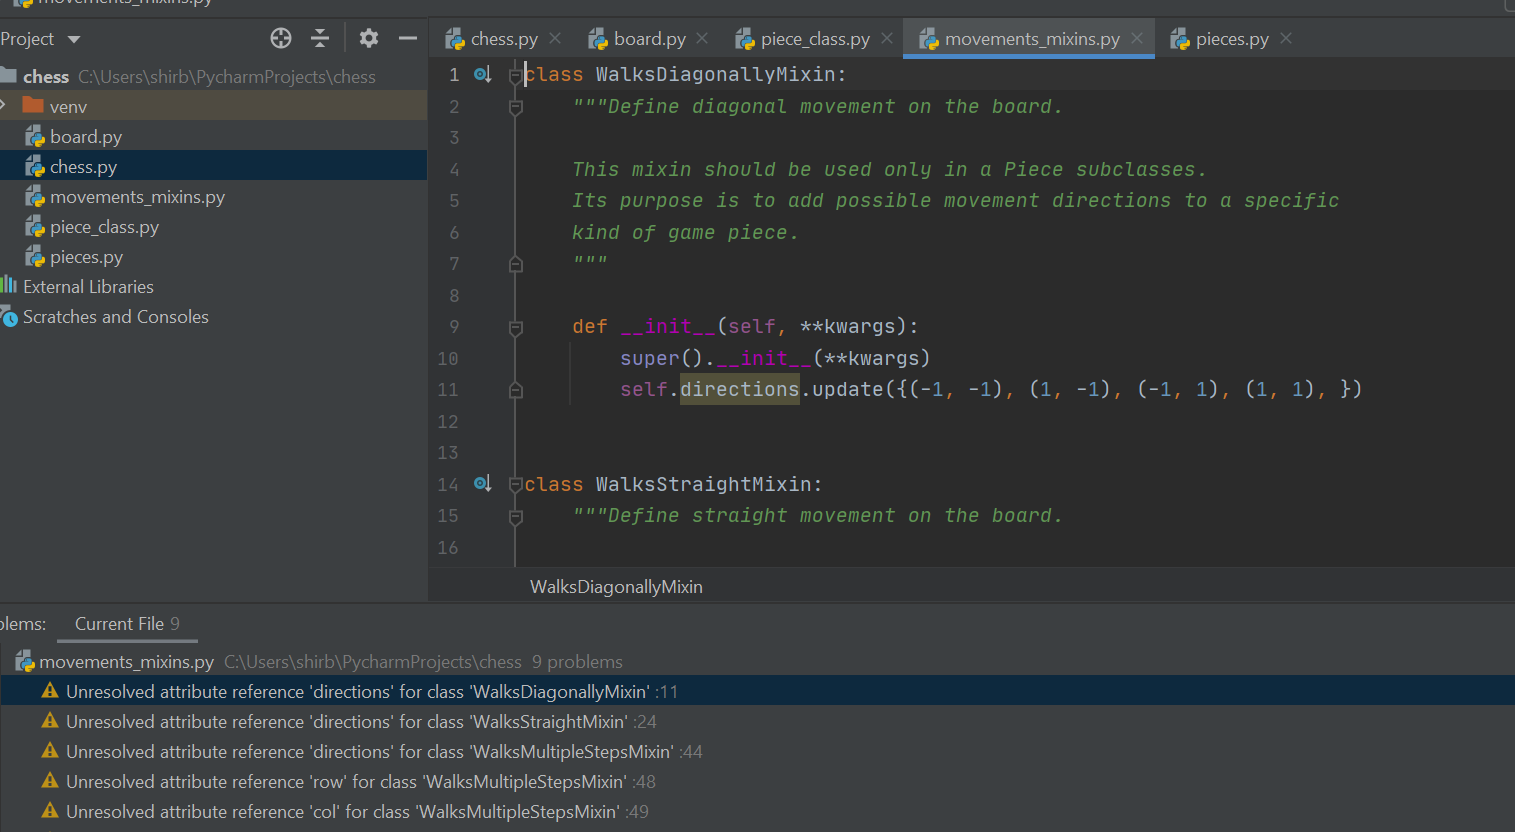 movements_mixins.py
Project
chess.py
board.py
piece_class.py
movements_mixins.py
pieces.py
chess C:\Users\shirb\PycharmProjects\chess
venv
board.py
chess.py
movements_mixins.py
piece_class.py
pieces.py
External Libraries
Scratches and Consoles
1 class WalksDiagonallyMixin:
2 """Define diagonal movement on the board.
3
4 This mixin should be used only in a Piece subclasses.
5 Its purpose is to add possible movement directions to a specific
6 kind of game piece.
7 """
8
9 def __init__(self, **kwargs):
10 super().__init__(**kwargs)
11 self.directions.update({(-1, -1), (1, -1), (-1, 1), (1, 1), })
12
13
14 class WalksStraightMixin:
15 """Define straight movement on the board.
16
WalksDiagonallyMixin
blems: Current File 9
movements_mixins.py C:\Users\shirb\PycharmProjects\chess 9 problems
Unresolved attribute reference 'directions' for class 'WalksDiagonallyMixin' :11
Unresolved attribute reference 'directions' for class 'WalksStraightMixin' :24
Unresolved attribute reference 'directions' for class 'WalksMultipleStepsMixin' :44
Unresolved attribute reference 'row' for class 'WalksMultipleStepsMixin' :48
Unresolved attribute reference 'col' for class 'WalksMultipleStepsMixin' :49